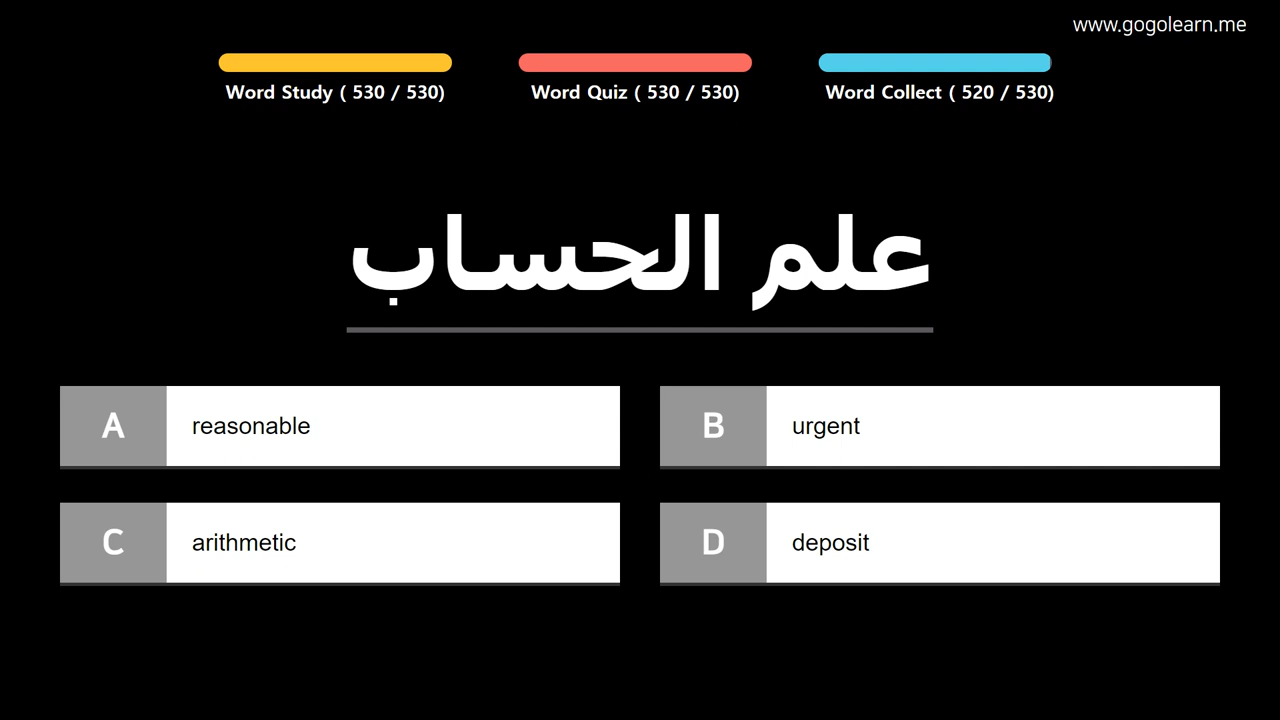 www.gogolearn.me
Word Study ( 530 / 530)
Word Quiz ( 530 / 530)
Word Collect ( 520 / 530)
علم الحساب
A reasonable
B urgent
C arithmetic
D deposit